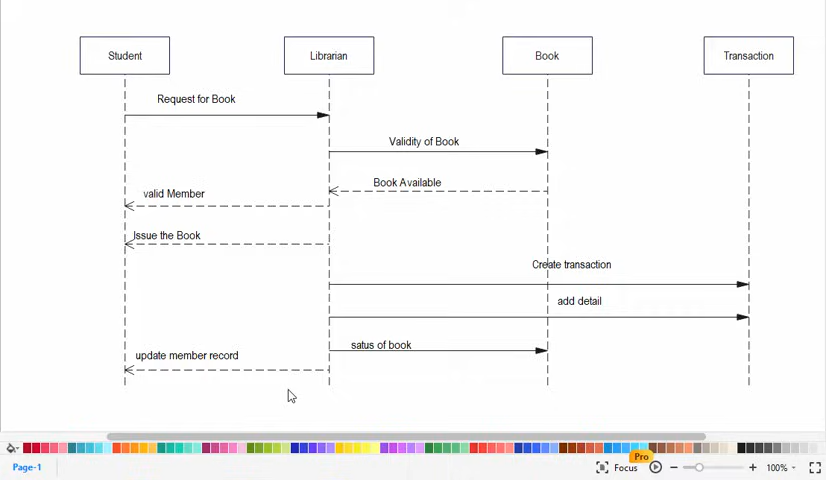 Student
Librarian
Book
Transaction
Request for Book
Validity of Book
Book Available
valid Member
Issue the Book
Create transaction
add detail
satus of book
update member record
Pro
Page-1
Focus
100%